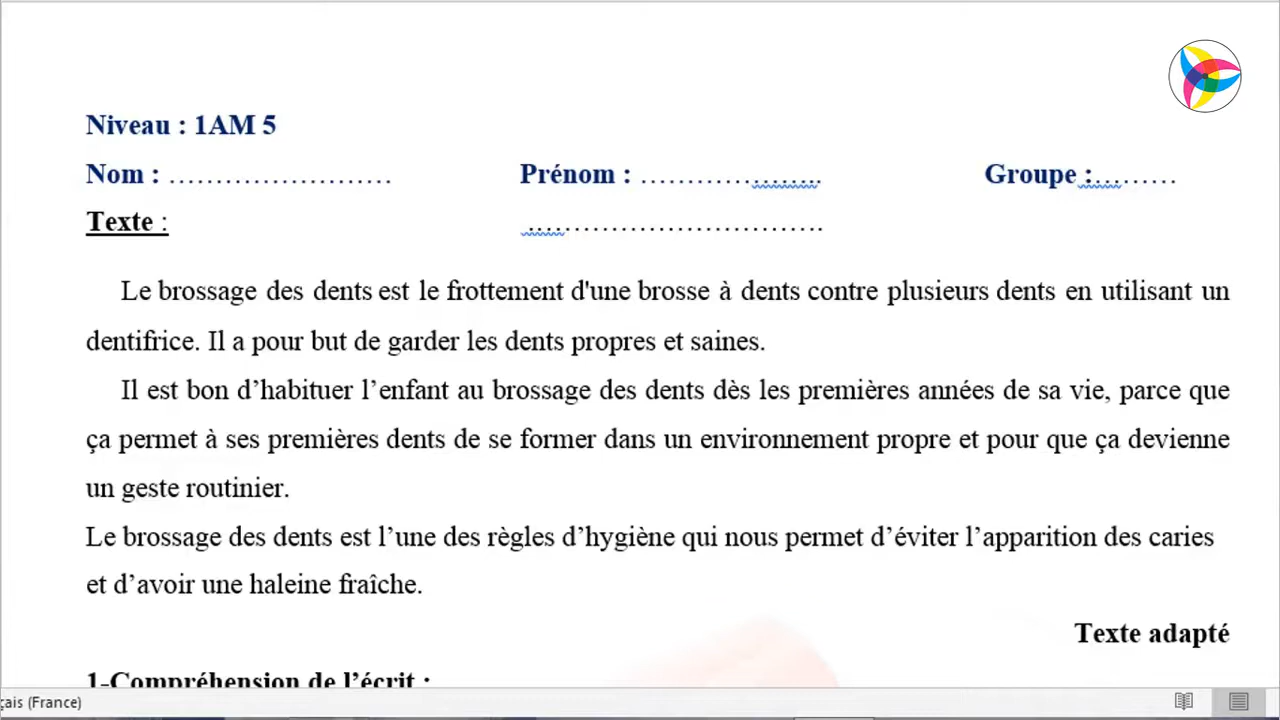 Niveau : 1AM 5
Nom : …………………… Prénom : ……………….. Groupe :………
Texte :
.………………………….
Le brossage des dents est le frottement d'une brosse à dents contre plusieurs dents en utilisant un
dentifrice. Il a pour but de garder les dents propres et saines.
Il est bon d’habituer l’enfant au brossage des dents dès les premières années de sa vie, parce que
ça permet à ses premières dents de se former dans un environnement propre et pour que ça devienne
un geste routinier.
Le brossage des dents est l’une des règles d’hygiène qui nous permet d’éviter l’apparition des caries
et d’avoir une haleine fraîche.
Texte adapté
1-Compréhension de l’écrit :
çais (France)